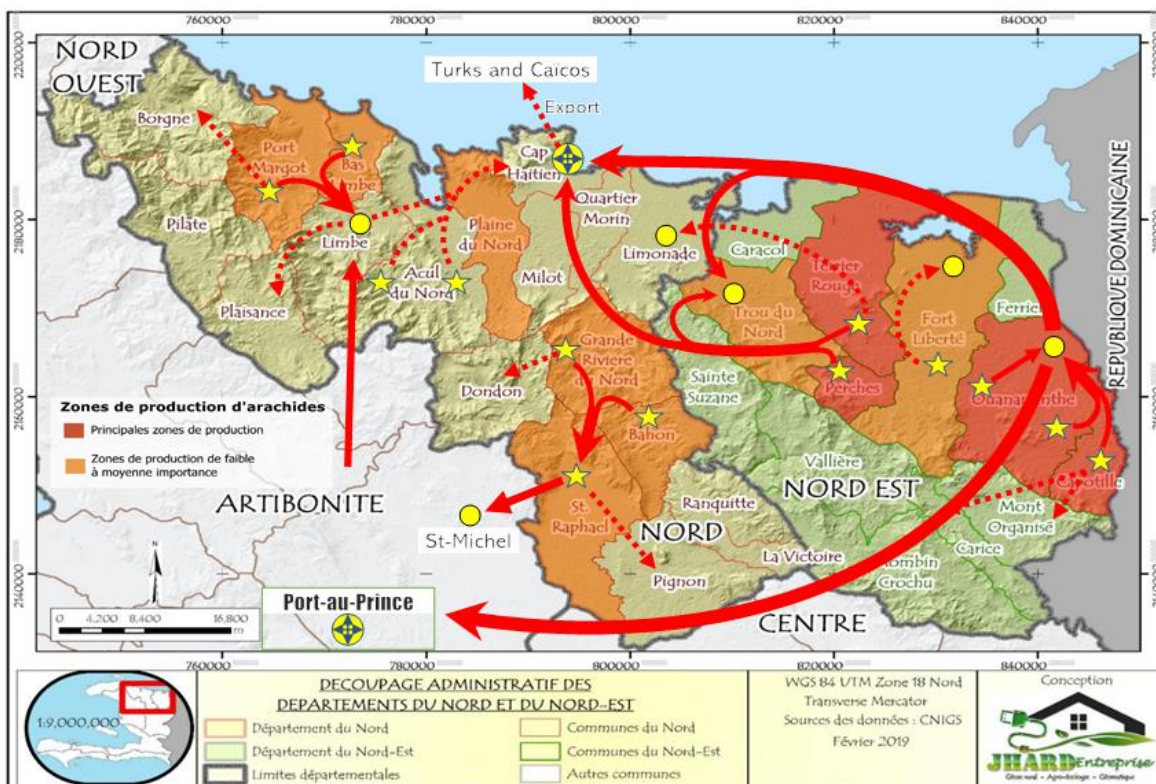 760000 780000 800000 820000 840000
2200000
2180000
2160000
2140000
NORD
OUEST
Turks and Caïcos
Export
Borgne
Port
Margot
Bas
Limbe
Cap
Haïtien
Quartier
Morin
Pilate
Limbe
Plaine
du Nord
Limonade
Caracol
Terrier
Rouge
Acul
du Nord
Milot
Trou du
Nord
Fort
Liberté
Ferrier
Plaisance
REPUBLIQUE DOMINICAINE
Grande
Riviere
du Nord
Dondon
Sainte
Suzane
Perches
Ouanaminthe
Bahon
Zones de production d'arachides
Principales zones de production
Zones de production de faible
à moyenne importance
Vallière
Capotille
NORD EST
ARTIBONITE
Ranquitte
St.
Raphael
NORD
Mont
Organisé
St-Michel
La Victoire
Carice
Pignon
Mombin
Crochu
N
Port-au-Prince
CENTRE
0 4,200 8,400 16,800
m
760000 780000 800000 820000 840000
1:9,000,000
DECOUPAGE ADMINISTRATIF DES
DEPARTEMENTS DU NORD ET DU NORD-EST
Département du Nord
Communes du Nord
Département du Nord-Est
Communes du Nord-Est
Limites départementales
Autres communes
WGS 84 UTM Zone 18 Nord
Transverse Mercator
Sources des données : CNIGS
Février 2019
Conception
JHARD Entreprise